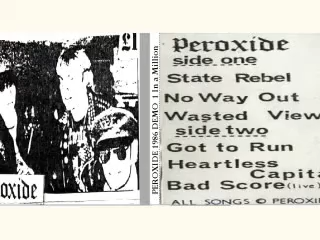 £1
oxide
PEROXIDE 1986 DEMO 1 In a Million
Peroxide
side one
State Rebel
No Way Out
Wasted View
side two
Got to Run
Heartless
Capita
Bad Score (live)
ALL SONGS © PEROXI